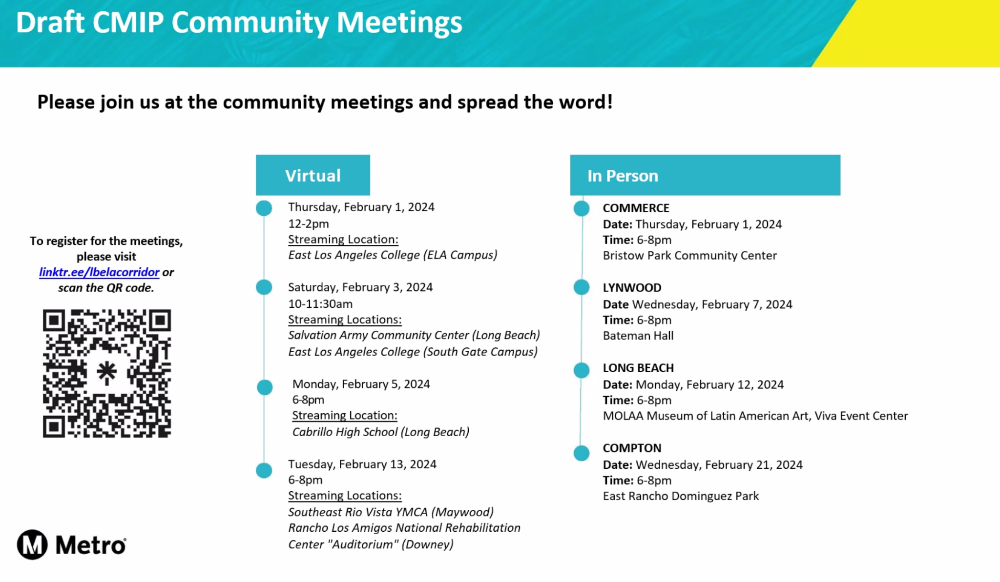 Draft CMIP Community Meetings
Please join us at the community meetings and spread the word!
To register for the meetings,
please visit
linktr.ee/lbelacorridor or
scan the QR code.
Metro
Virtual
Thursday, February 1, 2024
12-2pm
Streaming Location:
East Los Angeles College (ELA Campus)
Saturday, February 3, 2024
10-11:30am
Streaming Locations:
Salvation Army Community Center (Long Beach)
East Los Angeles College (South Gate Campus)
Monday, February 5, 2024
6-8pm
Streaming Location:
Cabrillo High School (Long Beach)
Tuesday, February 13, 2024
6-8pm
Streaming Locations:
Southeast Rio Vista YMCA (Maywood)
Rancho Los Amigos National Rehabilitation
Center "Auditorium" (Downey)
In Person
COMMERCE
Date: Thursday, February 1, 2024
Time: 6-8pm
Bristow Park Community Center
LYNWOOD
Date Wednesday, February 7, 2024
Time: 6-8pm
Bateman Hall
LONG BEACH
Date: Monday, February 12, 2024
Time: 6-8pm
MOLAA Museum of Latin American Art, Viva Event Center
COMPTON
Date: Wednesday, February 21, 2024
Time: 6-8pm
East Rancho Dominguez Park